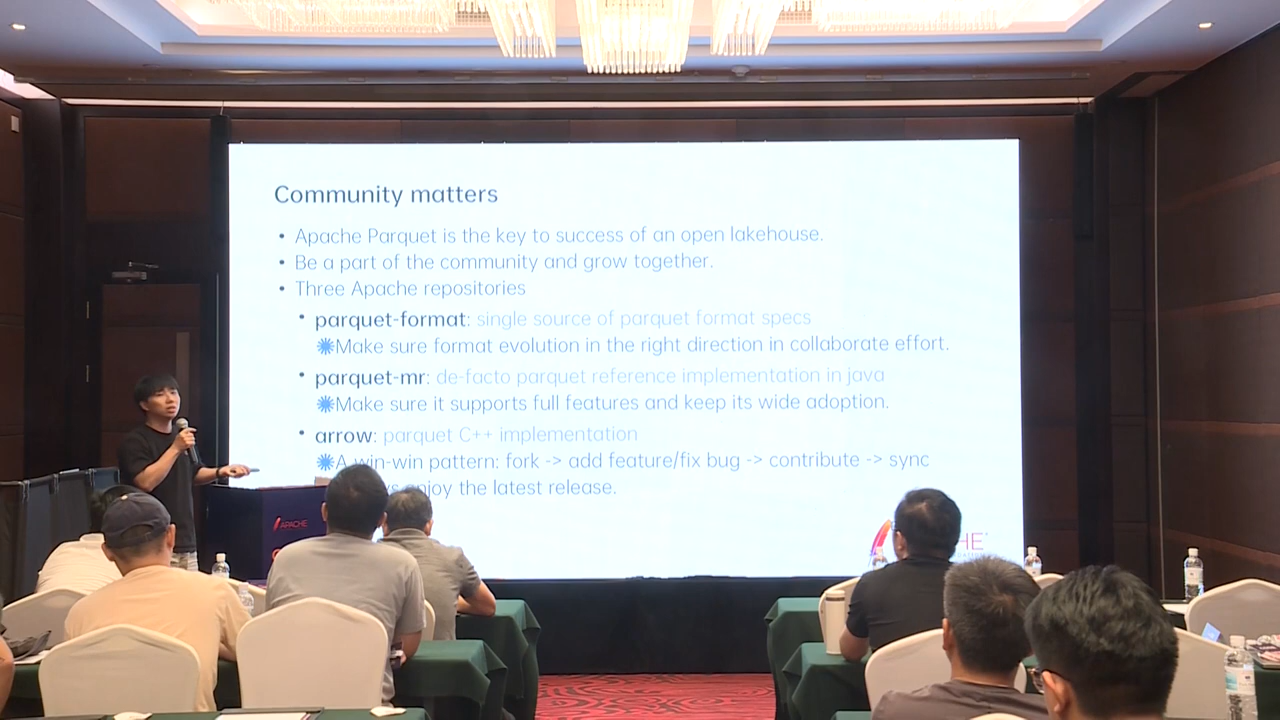 Community matters
• Apache Parquet is the key to success of an open lakehouse.
• Be a part of the community and grow together.
• Three Apache repositories
• parquet-format: single source of parquet format specs
Make sure format evolution in the right direction in collaborate effort.
• parquet-mr: de-facto parquet reference implementation in java
Make sure it supports full features and keep its wide adoption.
• arrow: parquet C++ implementation
A win-win pattern: fork -> add feature/fix bug -> contribute -> sync
enjoy the latest release.
APACHE